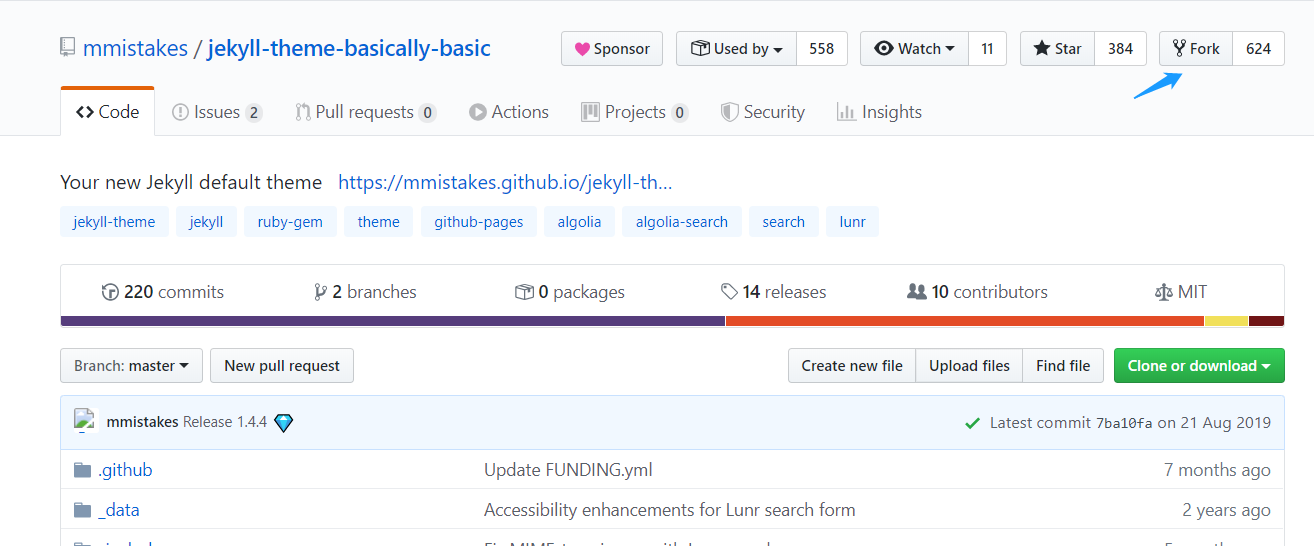 mmistakes / jekyll-theme-basically-basic
Sponsor Used by 558 Watch 11 Star 384 Fork 624
Code Issues 2 Pull requests 0 Actions Projects 0 Security Insights
Your new Jekyll default theme https://mmistakes.github.io/jekyll-th...
jekyll-theme jekyll ruby-gem theme github-pages algolia algolia-search search lunr
220 commits 2 branches 0 packages 14 releases 10 contributors MIT
Branch: master New pull request Create new file Upload files Find file Clone or download
mmistakes Release 1.4.4 Latest commit 7ba10fa on 21 Aug 2019
.github Update FUNDING.yml 7 months ago
_data Accessibility enhancements for Lunr search form 2 years ago